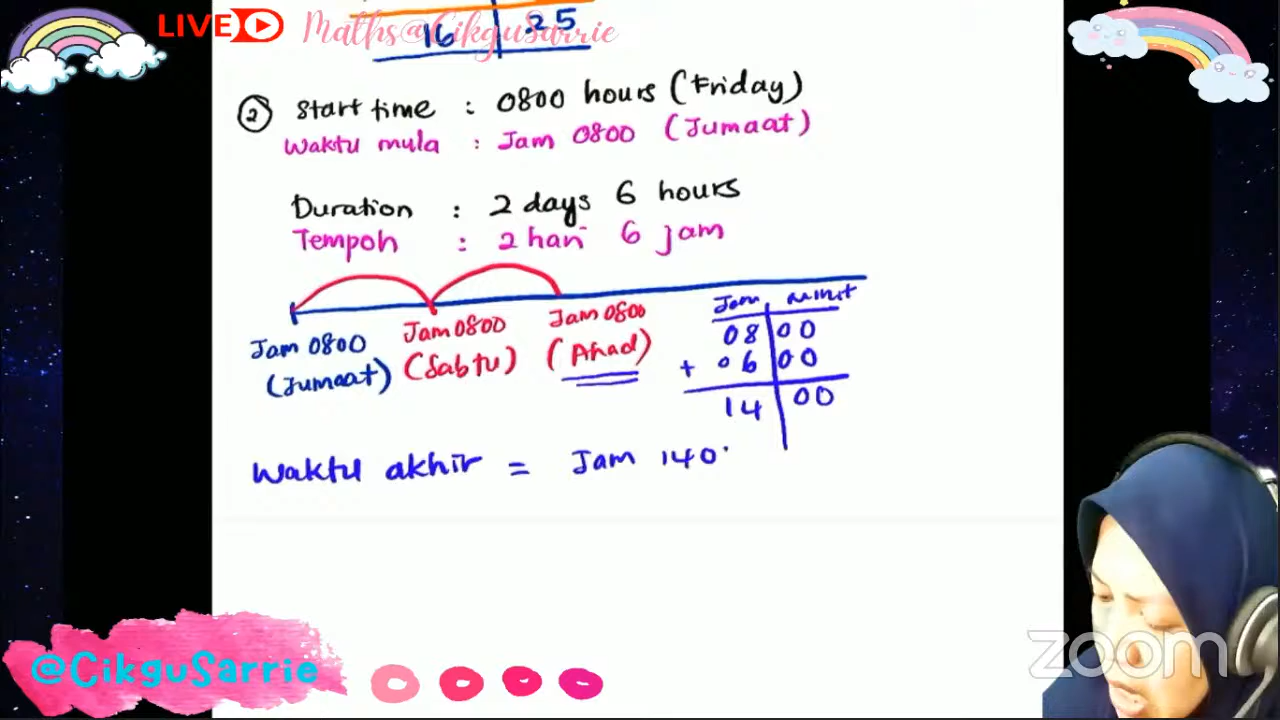 LIVE Maths@CikguSarrie
16 25
2 Start time : 0800 hours (Friday)
Waktu mula : Jam 0800 (Jumaat)
Duration : 2 days 6 hours
Tempoh : 2 hari 6 jam
Jam 0800 Jam 0800 Jam 0800
(Jumaat) (Sabtu) (Ahad)
Jam minit
08 00
+ 06 00
14 00
Waktu akhir = Jam 140
@CikguSarrie
zoom